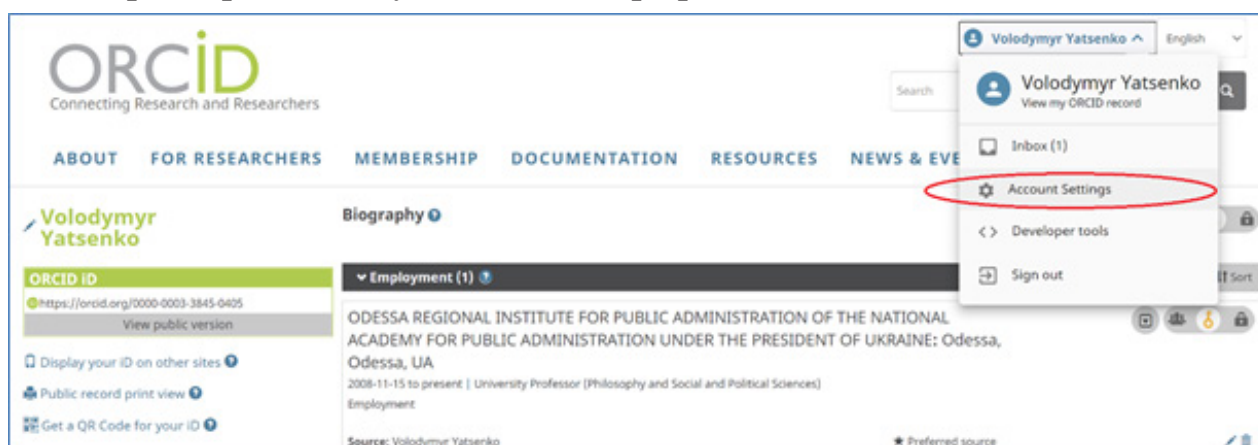 ORCID
Connecting Research and Researchers
Volodymyr Yatsenko
English
Search
Volodymyr Yatsenko
View my ORCID record
Inbox (1)
Account Settings
Developer tools
Sign out
ABOUT FOR RESEARCHERS MEMBERSHIP DOCUMENTATION RESOURCES NEWS & EVE
Volodymyr
Yatsenko
Biography
ORCID iD
https://orcid.org/0000-0003-3845-0405
View public version
Display your iD on other sites
Public record print view
Get a QR Code for your iD
Employment (1)
Sort
ODESSA REGIONAL INSTITUTE FOR PUBLIC ADMINISTRATION OF THE NATIONAL
ACADEMY FOR PUBLIC ADMINISTRATION UNDER THE PRESIDENT OF UKRAINE: Odessa,
Odessa, UA
2008-11-15 to present | University Professor (Philosophy and Social and Political Sciences)
Employment
Source: Volodymyr Yatsenko
Preferred source